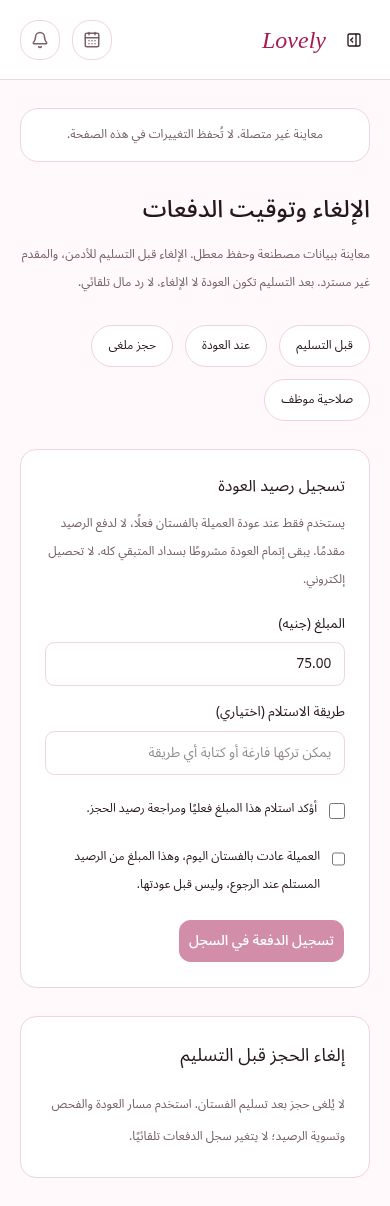 Lovely
معاينة غير متصلة. لا تُحفظ التغييرات في هذه الصفحة.
الإلغاء وتوقيت الدفعات
معاينة ببيانات مصطنعة وحفظ معطل. الإلغاء قبل التسليم للأدمن، والمقدم
غير مسترد. بعد التسليم تكون العودة لا الإلغاء. لا رد مال تلقائي.
قبل التسليم
عند العودة
حجز ملغى
صلاحية موظف
تسجيل رصيد العودة
يستخدم فقط عند عودة العميلة بالفستان فعلًا، لا لدفع الرصيد
مقدمًا. يبقى إتمام العودة مشروطًا بسداد المتبقي كله. لا تحصيل
إلكتروني.
المبلغ (جنيه)
75.00
طريقة الاستلام (اختياري)
يمكن تركها فارغة أو كتابة أي طريقة
أؤكد استلام هذا المبلغ فعليًا ومراجعة رصيد الحجز.
العميلة عادت بالفستان اليوم، وهذا المبلغ من الرصيد
المستلم عند الرجوع، وليس قبل عودتها.
تسجيل الدفعة في السجل
إلغاء الحجز قبل التسليم
لا يُلغى حجز بعد تسليم الفستان. استخدم مسار العودة والفحص
وتسوية الرصيد؛ لا يتغير سجل الدفعات تلقائيًا.